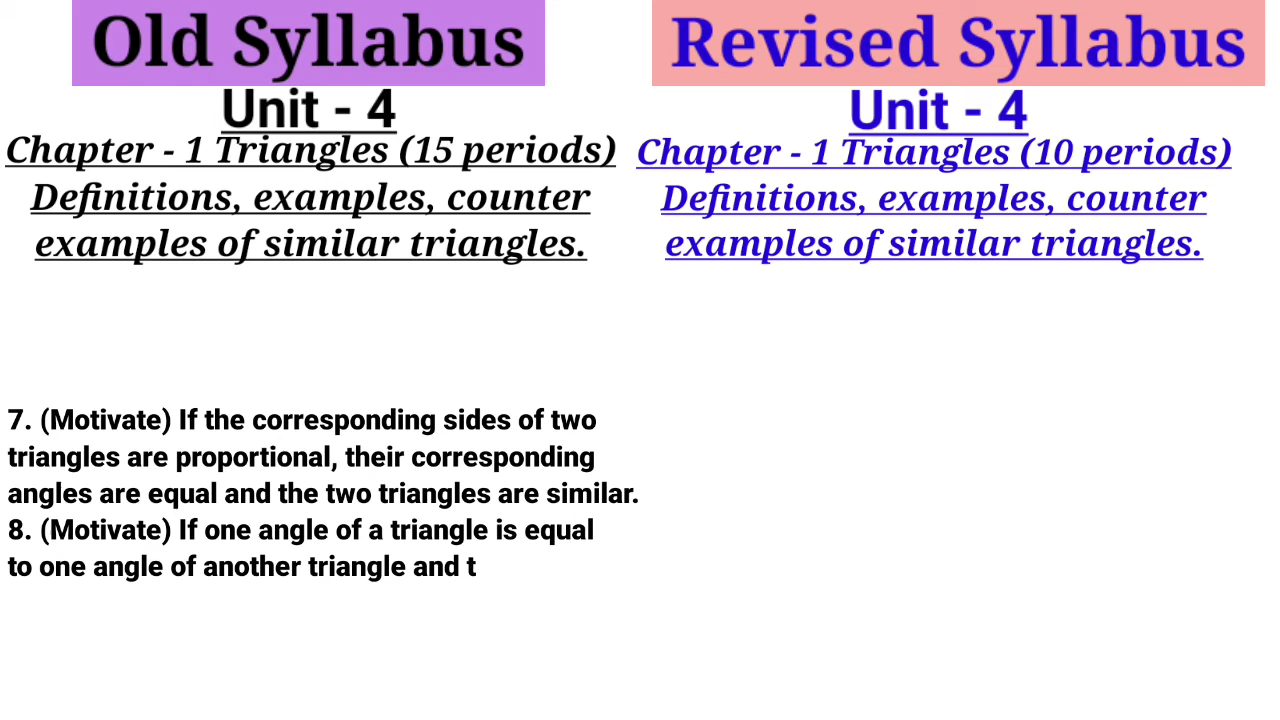 Old Syllabus
Unit - 4
Chapter - 1 Triangles (15 periods)
Definitions, examples, counter
examples of similar triangles.
7. (Motivate) If the corresponding sides of two
triangles are proportional, their corresponding
angles are equal and the two triangles are similar.
8. (Motivate) If one angle of a triangle is equal
to one angle of another triangle and t
Revised Syllabus
Unit - 4
Chapter - 1 Triangles (10 periods)
Definitions, examples, counter
examples of similar triangles.